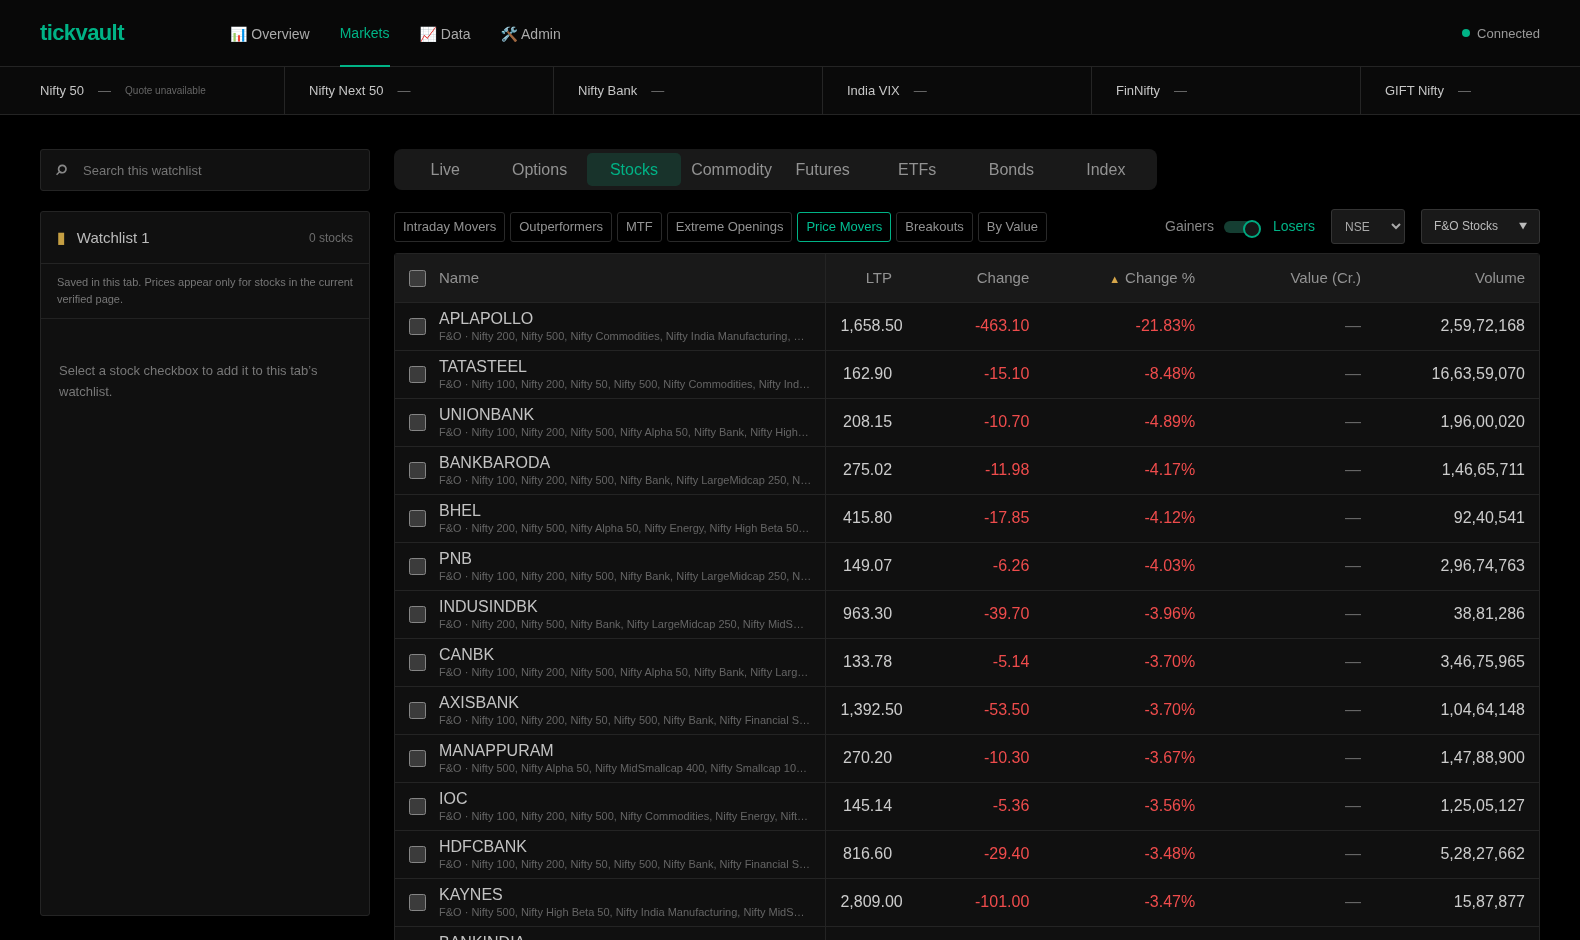 tickvault
📊 Overview
Markets
📈 Data
🛠️ Admin
Connected
Nifty 50 — Quote unavailable
Nifty Next 50 —
Nifty Bank —
India VIX —
FinNifty —
GIFT Nifty —
Search this watchlist
Watchlist 1
0 stocks
Saved in this tab. Prices appear only for stocks in the current
verified page.
Select a stock checkbox to add it to this tab's
watchlist.
Live Options Stocks Commodity Futures ETFs Bonds Index
Intraday Movers Outperformers MTF Extreme Openings Price Movers Breakouts By Value
Gainers Losers NSE F&O Stocks ▼
Name LTP Change ▲ Change % Value (Cr.) Volume
APLAPOLLO
F&O · Nifty 200, Nifty 500, Nifty Commodities, Nifty India Manufacturing, …
1,658.50 -463.10 -21.83% — 2,59,72,168
TATASTEEL
F&O · Nifty 100, Nifty 200, Nifty 50, Nifty 500, Nifty Commodities, Nifty Ind…
162.90 -15.10 -8.48% — 16,63,59,070
UNIONBANK
F&O · Nifty 100, Nifty 200, Nifty 500, Nifty Alpha 50, Nifty Bank, Nifty High…
208.15 -10.70 -4.89% — 1,96,00,020
BANKBARODA
F&O · Nifty 100, Nifty 200, Nifty 500, Nifty Bank, Nifty LargeMidcap 250, N…
275.02 -11.98 -4.17% — 1,46,65,711
BHEL
F&O · Nifty 200, Nifty 500, Nifty Alpha 50, Nifty Energy, Nifty High Beta 50…
415.80 -17.85 -4.12% — 92,40,541
PNB
F&O · Nifty 100, Nifty 200, Nifty 500, Nifty Bank, Nifty LargeMidcap 250, N…
149.07 -6.26 -4.03% — 2,96,74,763
INDUSINDBK
F&O · Nifty 200, Nifty 500, Nifty Bank, Nifty LargeMidcap 250, Nifty MidS…
963.30 -39.70 -3.96% — 38,81,286
CANBK
F&O · Nifty 100, Nifty 200, Nifty 500, Nifty Alpha 50, Nifty Bank, Nifty Larg…
133.78 -5.14 -3.70% — 3,46,75,965
AXISBANK
F&O · Nifty 100, Nifty 200, Nifty 50, Nifty 500, Nifty Bank, Nifty Financial S…
1,392.50 -53.50 -3.70% — 1,04,64,148
MANAPPURAM
F&O · Nifty 500, Nifty Alpha 50, Nifty MidSmallcap 400, Nifty Smallcap 10…
270.20 -10.30 -3.67% — 1,47,88,900
IOC
F&O · Nifty 100, Nifty 200, Nifty 500, Nifty Commodities, Nifty Energy, Nift…
145.14 -5.36 -3.56% — 1,25,05,127
HDFCBANK
F&O · Nifty 100, Nifty 200, Nifty 50, Nifty 500, Nifty Bank, Nifty Financial S…
816.60 -29.40 -3.48% — 5,28,27,662
KAYNES
F&O · Nifty 500, Nifty High Beta 50, Nifty India Manufacturing, Nifty MidS…
2,809.00 -101.00 -3.47% — 15,87,877
BANKINDIA